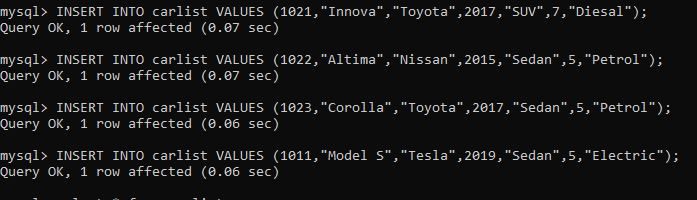 mysql> INSERT INTO carlist VALUES (1021,"Innova","Toyota",2017,"SUV",7,"Diesal");
Query OK, 1 row affected (0.07 sec)
mysql> INSERT INTO carlist VALUES (1022,"Altima","Nissan",2015,"Sedan",5,"Petrol");
Query OK, 1 row affected (0.07 sec)
mysql> INSERT INTO carlist VALUES (1023,"Corolla","Toyota",2017,"Sedan",5,"Petrol");
Query OK, 1 row affected (0.06 sec)
mysql> INSERT INTO carlist VALUES (1011,"Model S","Tesla",2019,"Sedan",5,"Electric");
Query OK, 1 row affected (0.06 sec)